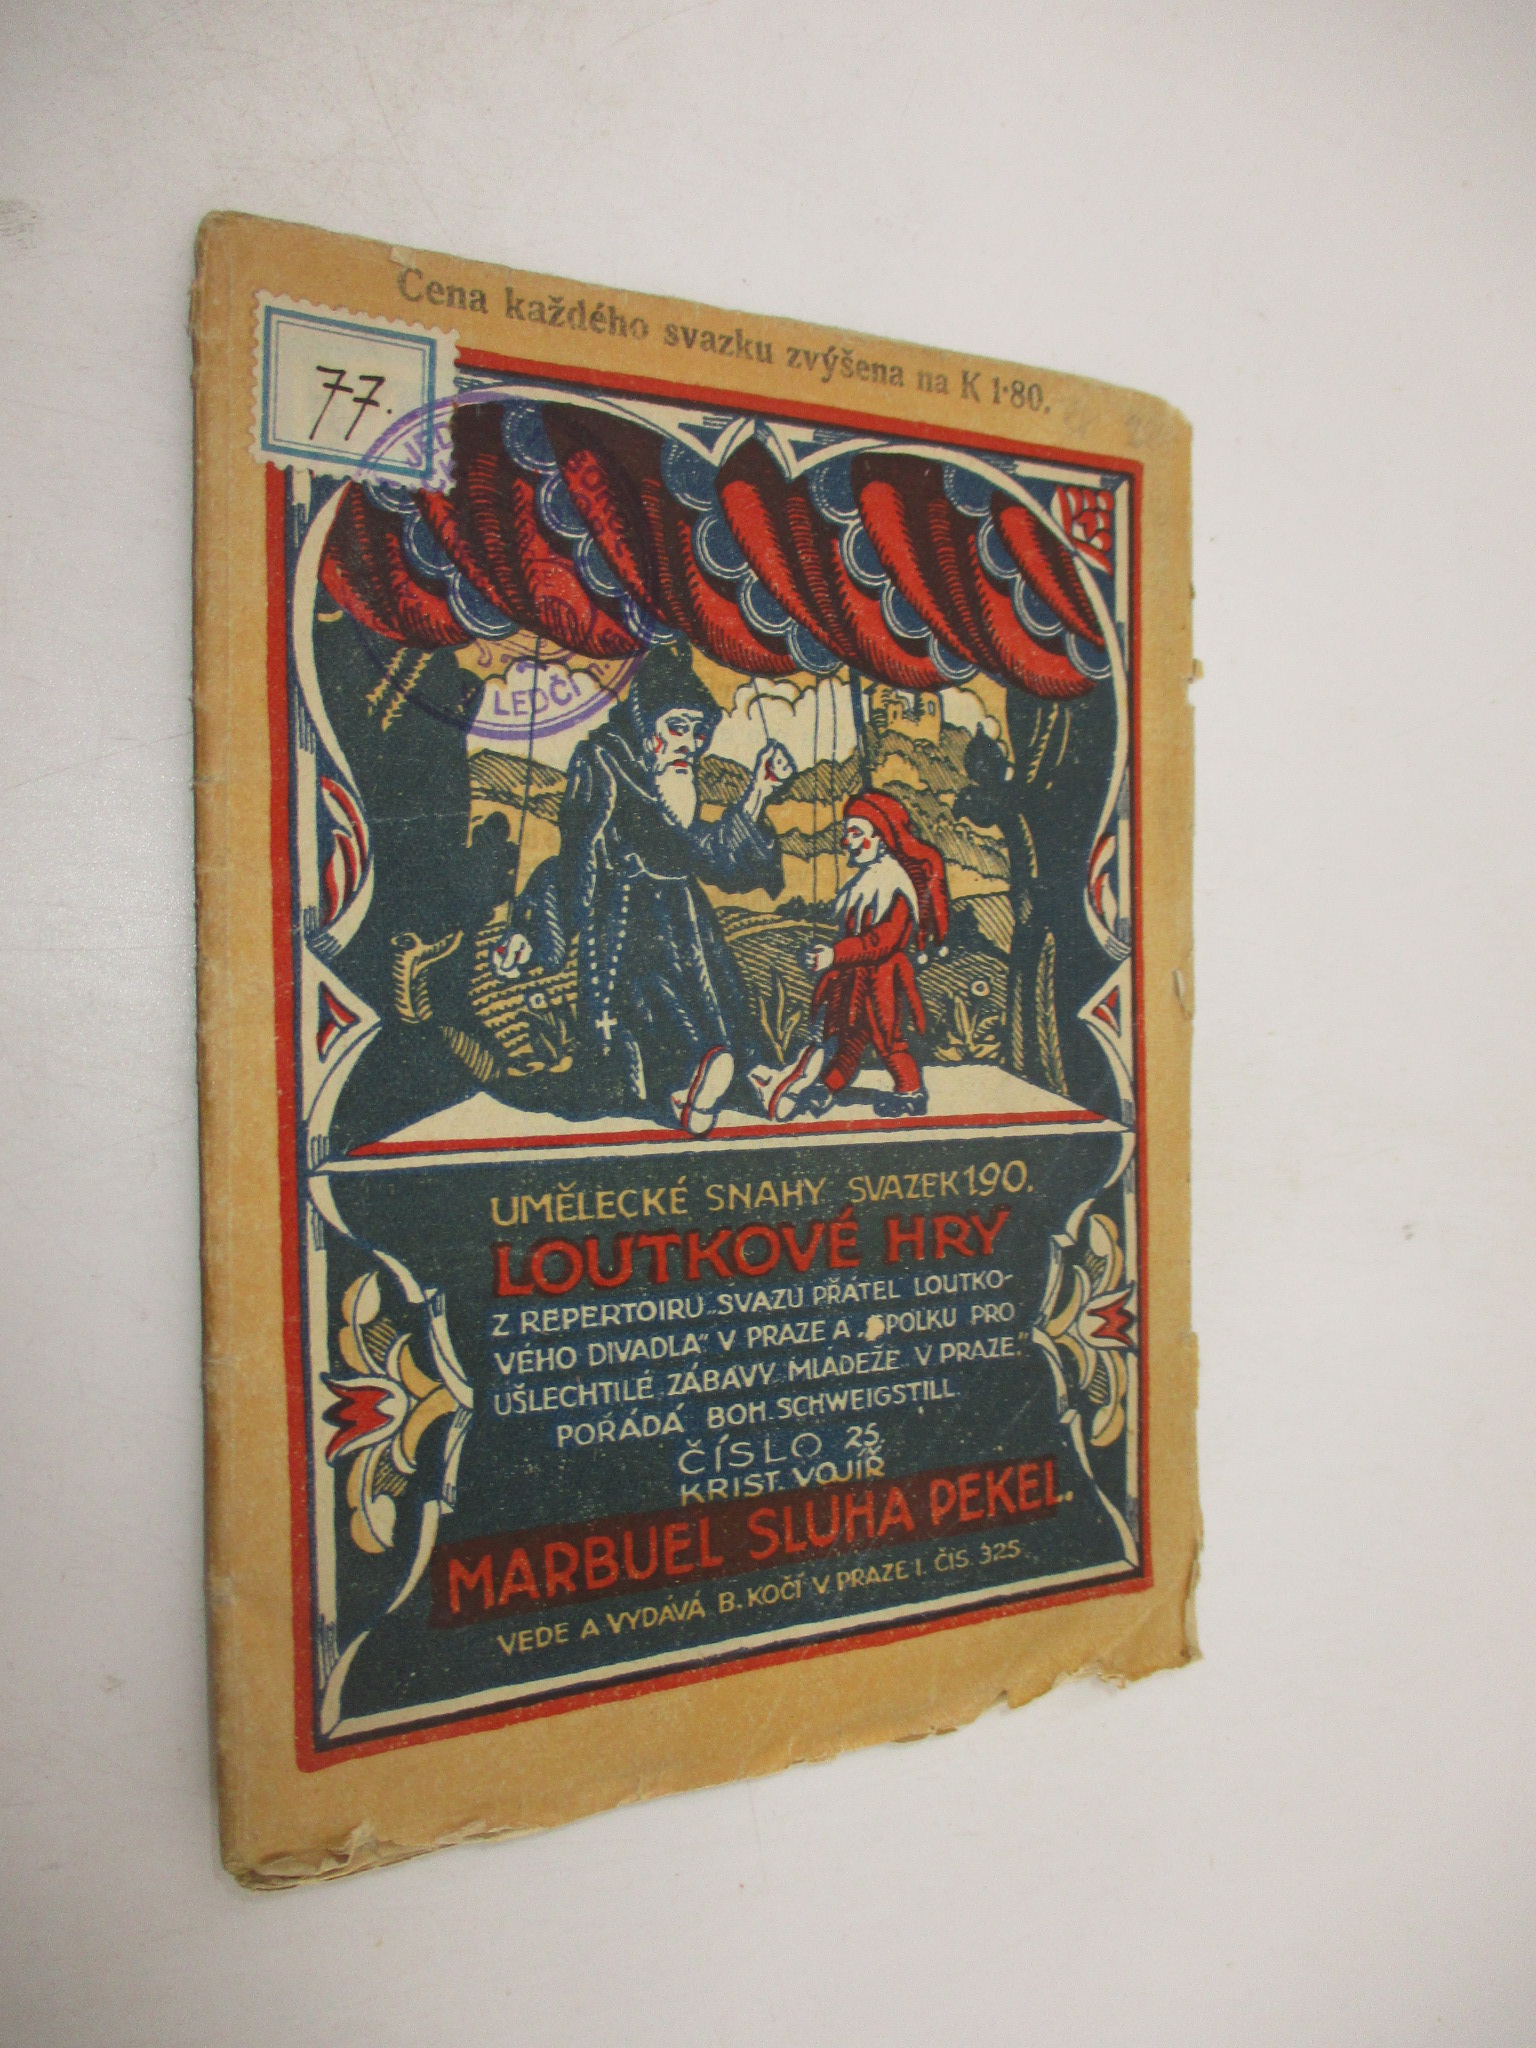 Cena každého svazku zvýšena na K 1·80.
77.
LEDČI
UMĚLECKÉ SNAHY SVAZEK 190.
LOUTKOVÉ HRY
Z REPERTOIRU „SVAZU PŘÁTEL LOUTKO-
VÉHO DIVADLA" V PRAZE A „SPOLKU PRO
UŠLECHTILÉ ZÁBAVY MLÁDEŽE V PRAZE."
POŘÁDÁ BOH. SCHWEIGSTILL.
ČÍSLO 25.
KRIST. VOJÍŘ
MARBUEL SLUHA PEKEL.
VEDE A VYDÁVÁ B. KOČÍ V PRAZE I. ČÍS. 325.